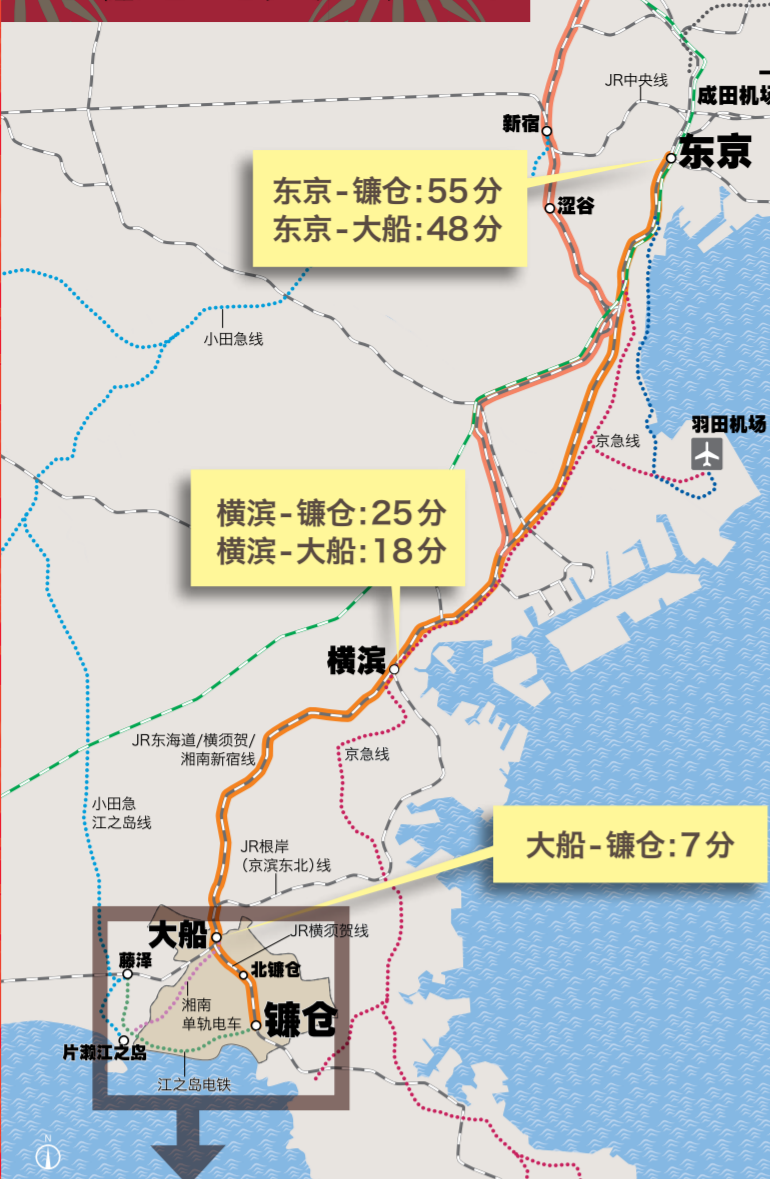 JR中央线
成田机场
新宿
东京
东京-镰仓:55分
东京-大船:48分
涩谷
小田急线
羽田机场
京急线
横滨-镰仓:25分
横滨-大船:18分
横滨
JR东海道/横须贺/
湘南新宿线
京急线
小田急
江之岛线
大船-镰仓:7分
JR根岸
(京滨东北)线
大船
JR横须贺线
藤泽
北镰仓
湘南
单轨电车
镰仓
片濑江之岛
江之岛电铁
N